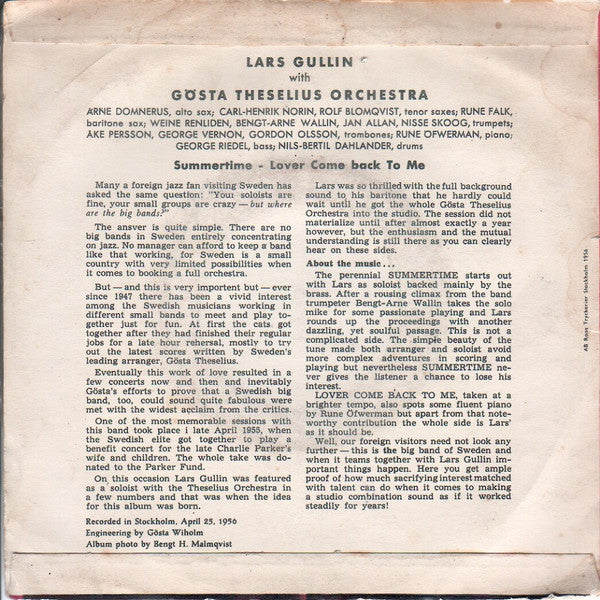 LARS GULLIN
with
GÖSTA THESELIUS ORCHESTRA
ARNE DOMNERUS, alto sax; CARL-HENRIK NORIN, ROLF BLOMQVIST, tenor saxes; RUNE FALK,
baritone sax; WEINE RENLIDEN, BENGT-ARNE WALLIN, JAN ALLAN, NISSE SKOOG, trumpets;
ÅKE PERSSON, GEORGE VERNON, GORDON OLSSON, trombones; RUNE ÖFWERMAN, piano;
GEORGE RIEDEL, bass; NILS-BERTIL DAHLANDER, drums
Summertime - Lover Come back To Me
Many a foreign jazz fan visiting Sweden has
asked the same question: "Your soloists are
fine, your small groups are crazy — but where
are the big bands?"
The answer is quite simple. There are no
big bands in Sweden entirely concentrating
on jazz. No manager can afford to keep a band
like that working, for Sweden is a small
country with very limited possibilities when
it comes to booking a full orchestra.
But — and this is very important but — ever
since 1947 there has been a vivid interest
among the Swedish musicians working in
different small bands to meet and play to-
gether just for fun. At first the cats got
together after they had finished their regular
jobs for a late hour rehersal, mostly to try
out the latest scores written by Sweden's
leading arranger, Gösta Theselius.
Eventually this work of love resulted in a
few concerts now and then and inevitably
Gösta's efforts to prove that a Swedish big
band, too, could sound quite fabulous were
met with the widest acclaim from the critics.
One of the most memorable sessions with
this band took place i late April 1955, when
the Swedish elite got together to play a
benefit concert for the late Charlie Parker's
wife and children. The whole take was do-
nated to the Parker Fund.
On this occasion Lars Gullin was featured
as a soloist with the Theselius Orchestra in
a few numbers and that was when the idea
for this album was born.
Recorded in Stockholm, April 25, 1956
Engineering by Gösta Wiholm
Album photo by Bengt H. Malmqvist
Lars was so thrilled with the full background
sound to his baritone that he hardly could
wait until he got the whole Gösta Theselius
Orchestra into the studio. The session did not
materialize until after almost exactly a year
however, but the enthusiasm and the mutual
understanding is still there as you can clearly
hear on these sides.
About the music...
The perennial SUMMERTIME starts out
with Lars as soloist backed mainly by the
brass. After a rousing climax from the band
trumpeter Bengt-Arne Wallin takes the solo
mike for some passionate playing and Lars
rounds up the proceedings with another
dazzling, yet soulful passage. This is not a
complicated side. The simple beauty of the
tune made both arranger and soloist avoid
more complex adventures in scoring and
playing but nevertheless SUMMERTIME ne-
ver gives the listener a chance to lose his
interest.
LOVER COME BACK TO ME, taken at a
brighter tempo, also spots some fluent piano
by Rune Öfwerman but apart from that note-
worthy contribution the whole side is Lars'
as it should be.
Well, our foreign visitors need not look any
further — this is the big band of Sweden and
when it teams together with Lars Gullin im-
portant things happen. Here you get ample
proof of how much sacrifying interest matched
with talent can do when it comes to making
a studio combination sound as if it worked
steadily for years!
AB Roos Tryckerier Stockholm 1956